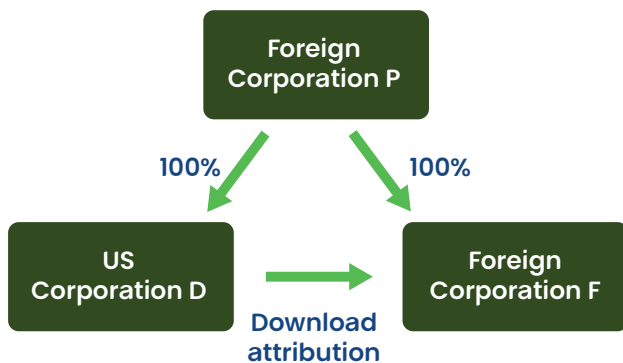 Foreign
Corporation P
100%
100%
US
Corporation D
Foreign
Corporation F
Download
attribution